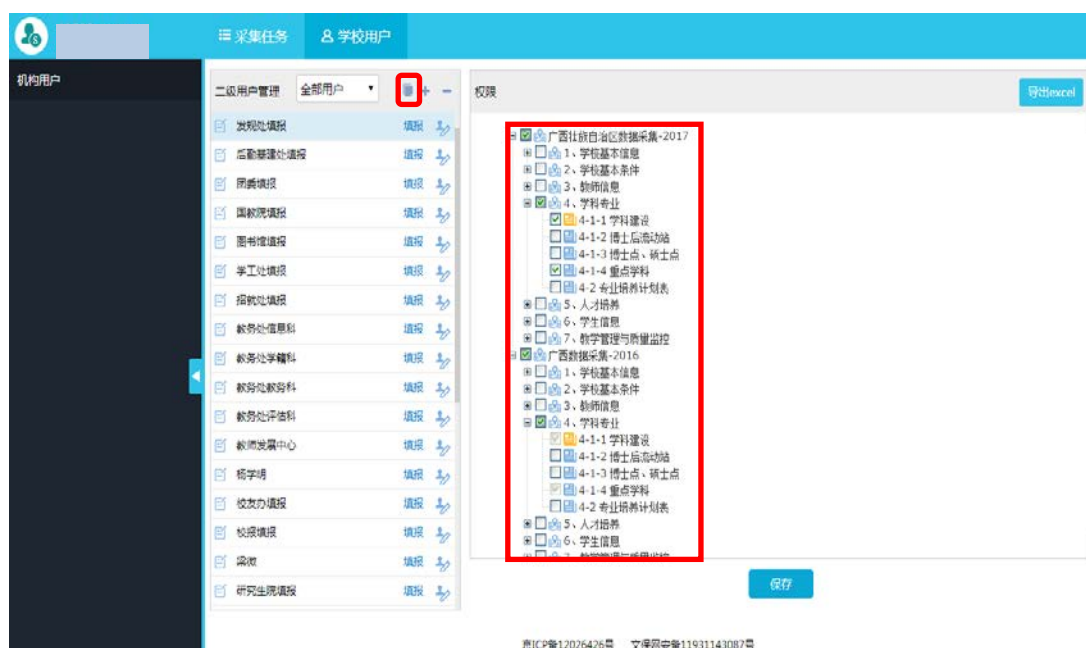 采集任务 学校用户
机构用户
二级用户管理 全部用户
权限
导出excel
发规处填报 填报
后勤基建处填报 填报
团委填报 填报
国教院填报 填报
图书馆填报 填报
学工处填报 填报
招就处填报 填报
教务处信息科 填报
教务处学籍科 填报
教务处教务科 填报
教务处评估科 填报
教师发展中心 填报
杨学明 填报
校友办填报 填报
校报填报 填报
梁微 填报
研究生院填报 填报
广西壮族自治区数据采集-2017
1、学校基本信息
2、学校基本条件
3、教师信息
4、学科专业
4-1-1 学科建设
4-1-2 博士后流动站
4-1-3 博士点、硕士点
4-1-4 重点学科
4-2 专业培养计划表
5、人才培养
6、学生信息
7、教学管理与质量监控
广西数据采集-2016
1、学校基本信息
2、学校基本条件
3、教师信息
4、学科专业
4-1-1 学科建设
4-1-2 博士后流动站
4-1-3 博士点、硕士点
4-1-4 重点学科
4-2 专业培养计划表
5、人才培养
6、学生信息
7、教学管理与质量监控
保存
京ICP备12026426号 文保网安备11931143087号